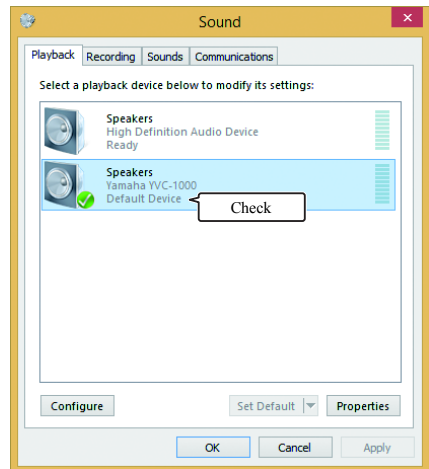 Sound
Playback Recording Sounds Communications
Select a playback device below to modify its settings:
Speakers
High Definition Audio Device
Ready
Speakers
Yamaha YVC-1000
Default Device
Check
Configure Set Default Properties
OK Cancel Apply